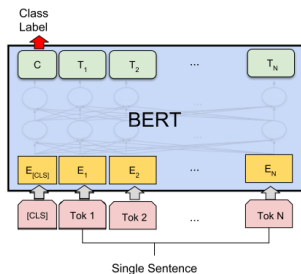 Class
Label
C T1 T2 ... TN
...
BERT
...
E[CLS] E1 E2 ... EN
[CLS] Tok 1 Tok 2 ... Tok N
Single Sentence